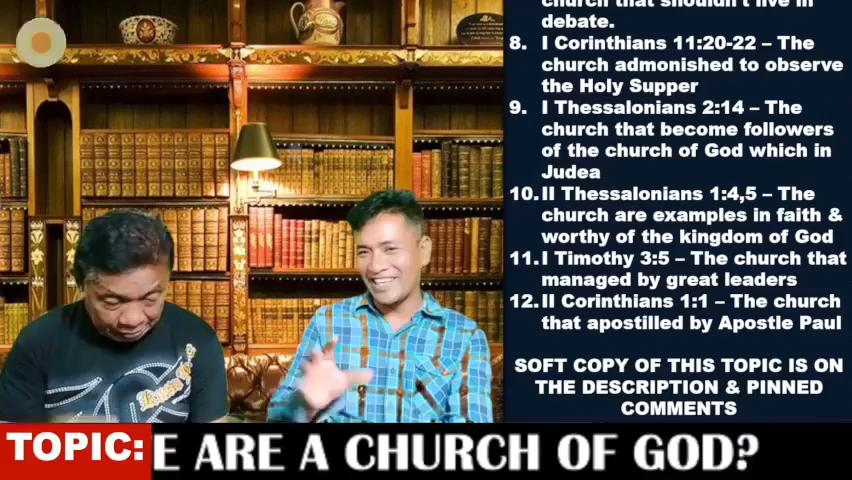 church that shouldn't live in
debate.
8. I Corinthians 11:20-22 – The
church admonished to observe
the Holy Supper
9. I Thessalonians 2:14 – The
church that become followers
of the church of God which in
Judea
10. II Thessalonians 1:4,5 – The
church are examples in faith &
worthy of the kingdom of God
11. I Timothy 3:5 – The church that
managed by great leaders
12. II Corinthians 1:1 – The church
that apostilled by Apostle Paul
SOFT COPY OF THIS TOPIC IS ON
THE DESCRIPTION & PINNED
COMMENTS
TOPIC: E ARE A CHURCH OF GOD?